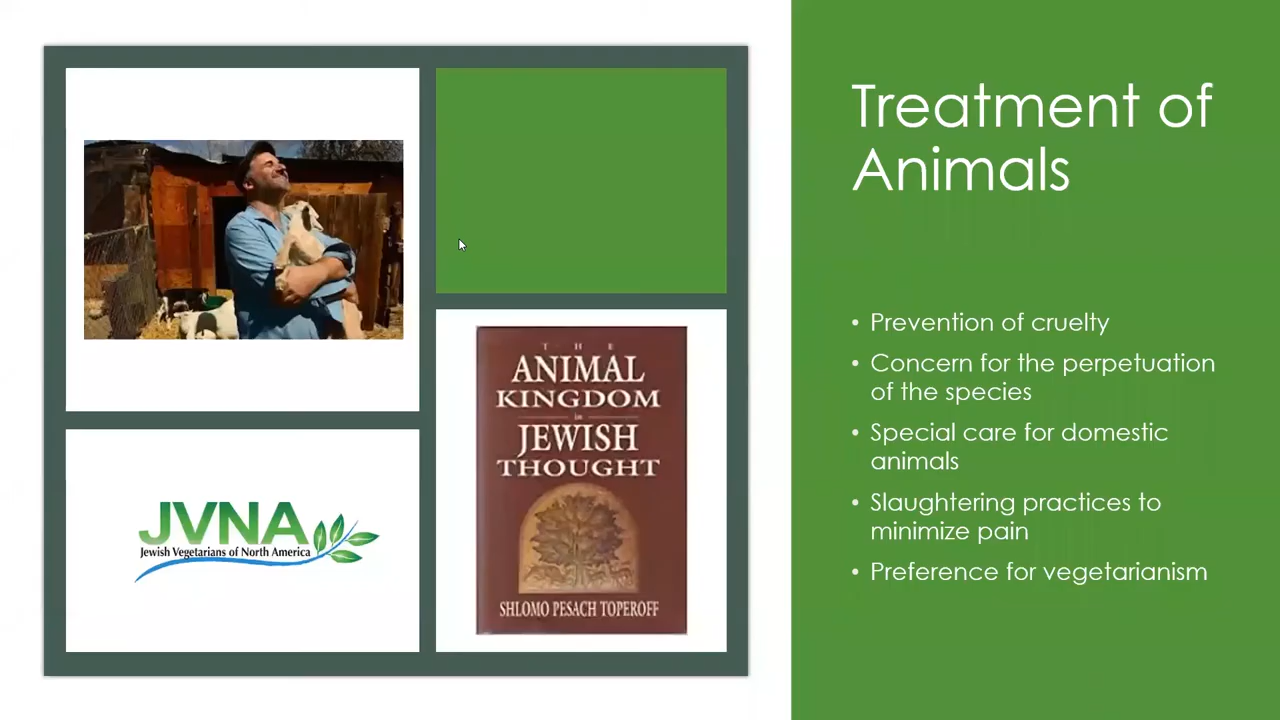 Treatment of
Animals
• Prevention of cruelty
• Concern for the perpetuation
of the species
• Special care for domestic
animals
• Slaughtering practices to
minimize pain
• Preference for vegetarianism
JVNA
Jewish Vegetarians of North America
THE
ANIMAL
KINGDOM
in
JEWISH
THOUGHT
SHLOMO PESACH TOPEROFF